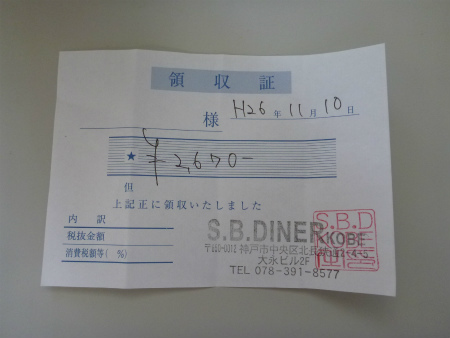 領収証
様 H26年11月10日
★ ¥2,670-
但
上記正に領収いたしました
内訳
税抜金額
消費税額等( %)
S.B.DINER
KOBE
S.B.D
神戸市中央区北
大永ビル2F
TEL 078-391-8577